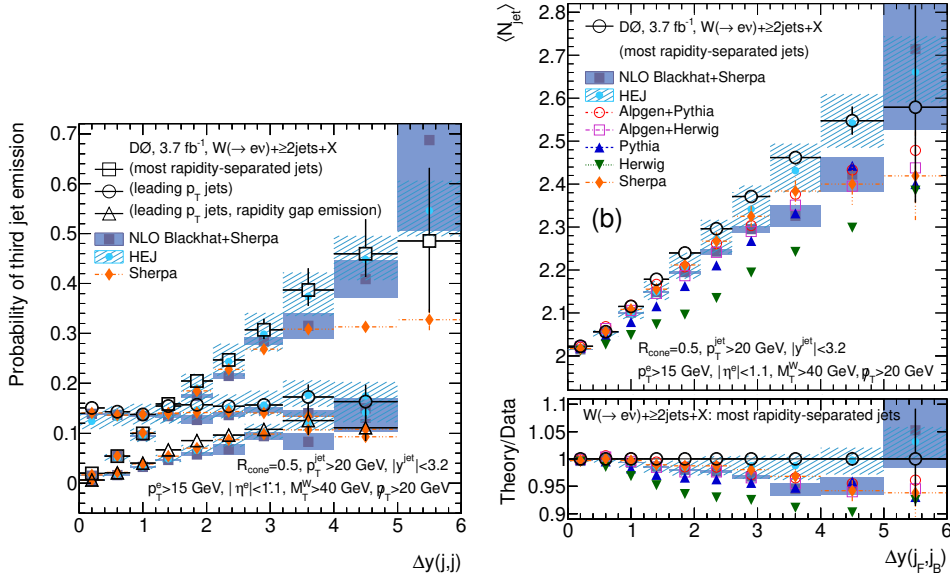 Probability of third jet emission
0.7
0.6
0.5
0.4
0.3
0.2
0.1
0
DØ, 3.7 fb⁻¹, W(→ eν)+≥2jets+X
(most rapidity-separated jets)
(leading p_T jets)
(leading p_T jets, rapidity gap emission)
NLO Blackhat+Sherpa
HEJ
Sherpa
R_cone=0.5, p_T^jet>20 GeV, |y^jet|<3.2
p_T^e>15 GeV, |η^e|<1.1, M_T^W>40 GeV, p̸_T>20 GeV
0 1 2 3 4 5 6
Δy(j,j)
⟨N_jet⟩
2.8
2.7
2.6
2.5
2.4
2.3
2.2
2.1
2
DØ, 3.7 fb⁻¹, W(→ eν)+≥2jets+X
(most rapidity-separated jets)
NLO Blackhat+Sherpa
HEJ
Alpgen+Pythia
Alpgen+Herwig
Pythia
Herwig
Sherpa
(b)
R_cone=0.5, p_T^jet>20 GeV, |y^jet|<3.2
p_T^e>15 GeV, |η^e|<1.1, M_T^W>40 GeV, p̸_T>20 GeV
Theory/Data
1.05
1.00
0.95
0.9
W(→ eν)+≥2jets+X: most rapidity-separated jets
0 1 2 3 4 5 6
Δy(j_F,j_B)